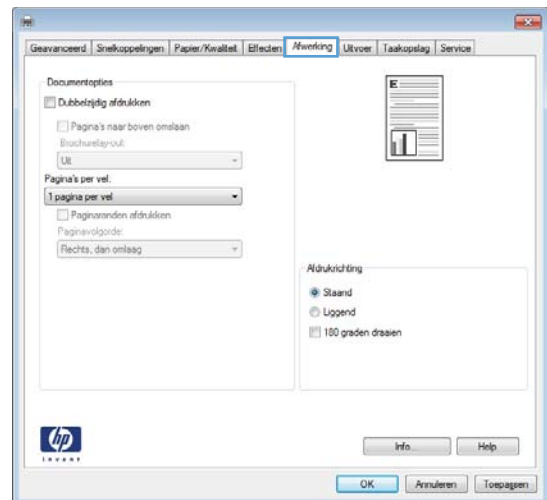 Geavanceerd Snelkoppelingen Papier/Kwaliteit Effecten Afwerking Uitvoer Taakopslag Service
Documentopties
Dubbelzijdig afdrukken
Pagina's naar boven omslaan
Brochurelay-out:
Uit
Pagina's per vel:
1 pagina per vel
Paginaranden afdrukken
Paginavolgorde:
Rechts, dan omlaag
E
Afdrukrichting
Staand
Liggend
180 graden draaien
hp
invent
Info...
Help
OK
Annuleren
Toepassen